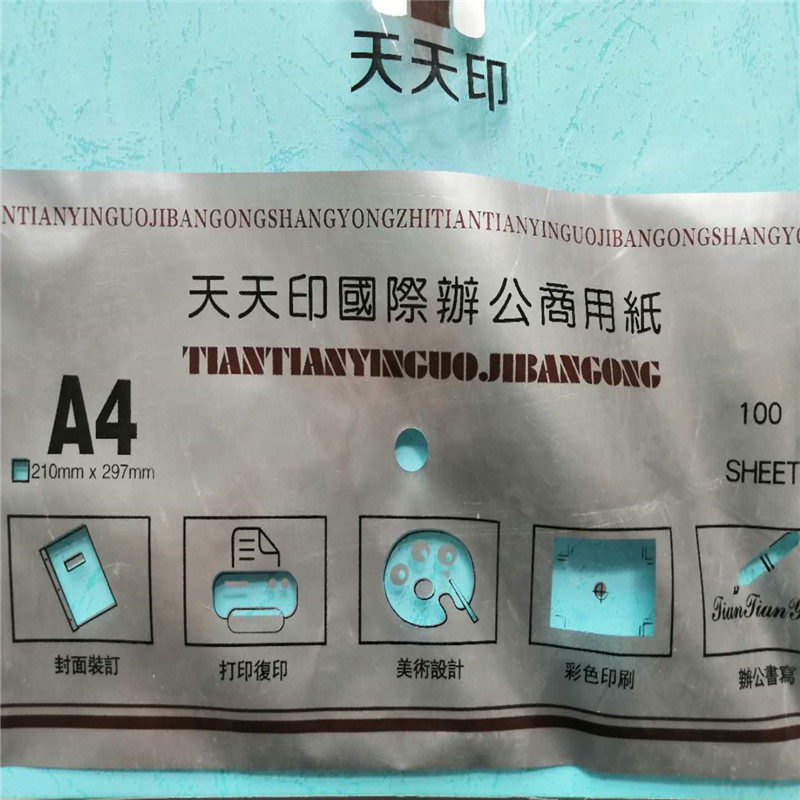 天天印
NTIANYINGUOJIBANGONGSHANGYONGZHITIANTIANYINGUOJIBANGONGSHANGYO
天天印國際辦公商用紙
TIANTIANYINGUOJIBANGONG
A4
210mm x 297mm
100
SHEET
TianTianY
封面裝訂
打印復印
美術設計
彩色印刷
辦公書寫